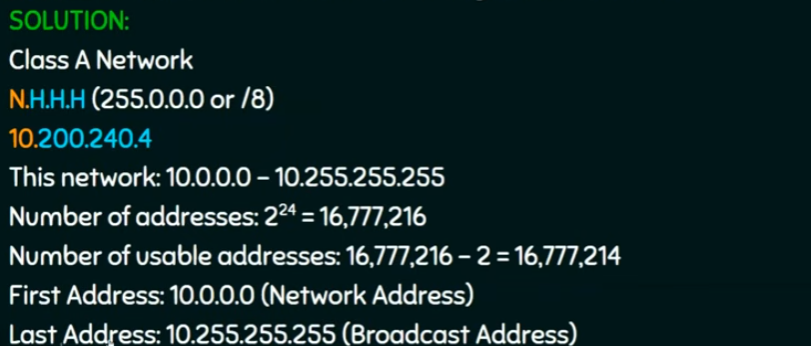 SOLUTION:
Class A Network
N.H.H.H (255.0.0.0 or /8)
10.200.240.4
This network: 10.0.0.0 – 10.255.255.255
Number of addresses: 2²⁴ = 16,777,216
Number of usable addresses: 16,777,216 – 2 = 16,777,214
First Address: 10.0.0.0 (Network Address)
Last Address: 10.255.255.255 (Broadcast Address)